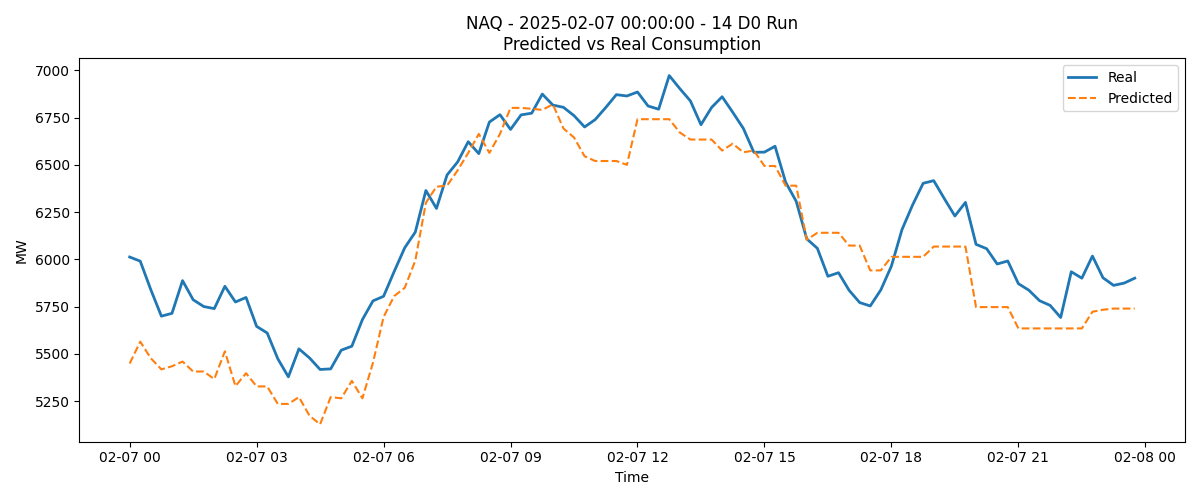 NAQ - 2025-02-07 00:00:00 - 14 D0 Run
Predicted vs Real Consumption
Real
Predicted
MW
7000
6750
6500
6250
6000
5750
5500
5250
02-07 00
02-07 03
02-07 06
02-07 09
02-07 12
02-07 15
02-07 18
02-07 21
02-08 00
Time